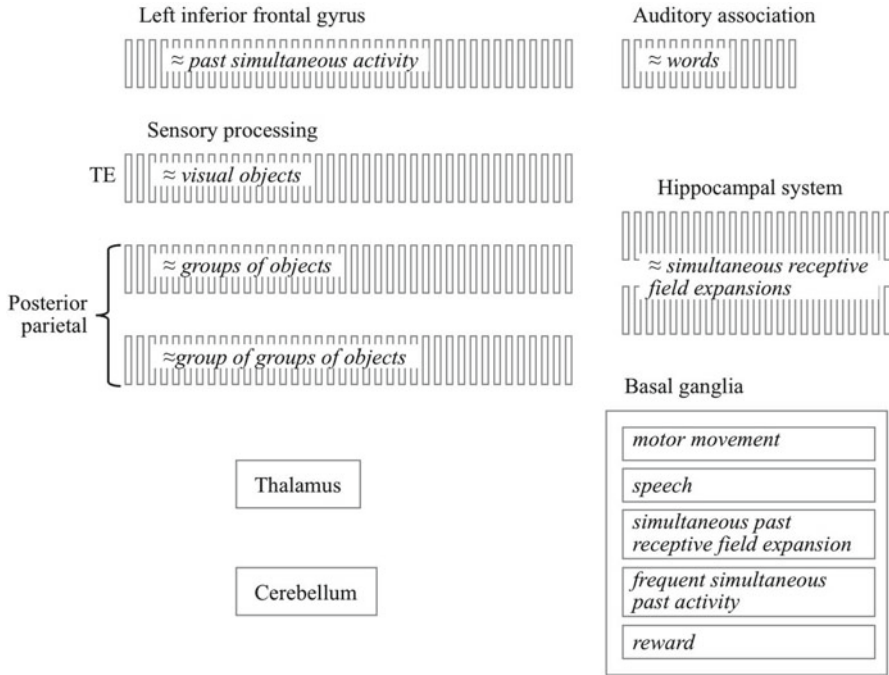 Left inferior frontal gyrus
≈ past simultaneous activity
Auditory association
≈ words
Sensory processing
TE
≈ visual objects
Hippocampal system
≈ simultaneous receptive
field expansions
Posterior
parietal
≈ groups of objects
≈group of groups of objects
Basal ganglia
motor movement
speech
simultaneous past
receptive field expansion
frequent simultaneous
past activity
reward
Thalamus
Cerebellum